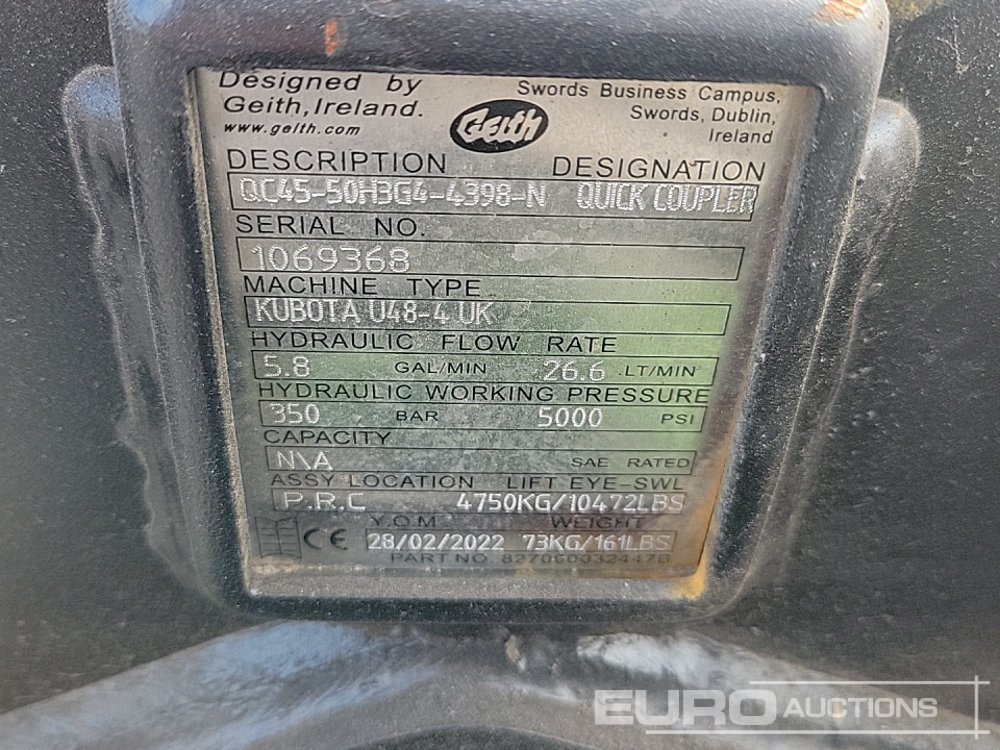 Designed by
Geith, Ireland.
www.geith.com
Geith
Swords Business Campus,
Swords, Dublin,
Ireland
DESCRIPTION DESIGNATION
QC45-50H3G4-4398-N QUICK COUPLER
SERIAL NO.
1069368
MACHINE TYPE
KUBOTA U48-4 UK
HYDRAULIC FLOW RATE
5.8 GAL/MIN 26.6 LT/MIN
HYDRAULIC WORKING PRESSURE
350 BAR 5000 PSI
CAPACITY
N\A SAE RATED
ASSY LOCATION LIFT EYE-SWL
P.R.C 4750KG/10472LBS
Y.O.M WEIGHT
CE 28/02/2022 73KG/161LBS
PART NO.
EURO AUCTIONS